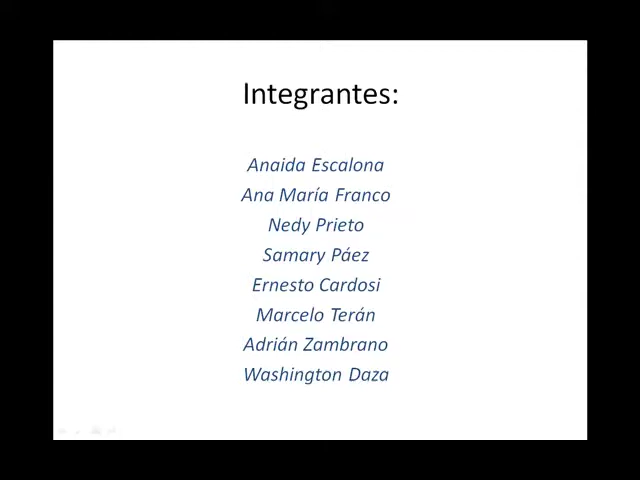 Integrantes:
Anaida Escalona
Ana María Franco
Nedy Prieto
Samary Páez
Ernesto Cardosi
Marcelo Terán
Adrián Zambrano
Washington Daza